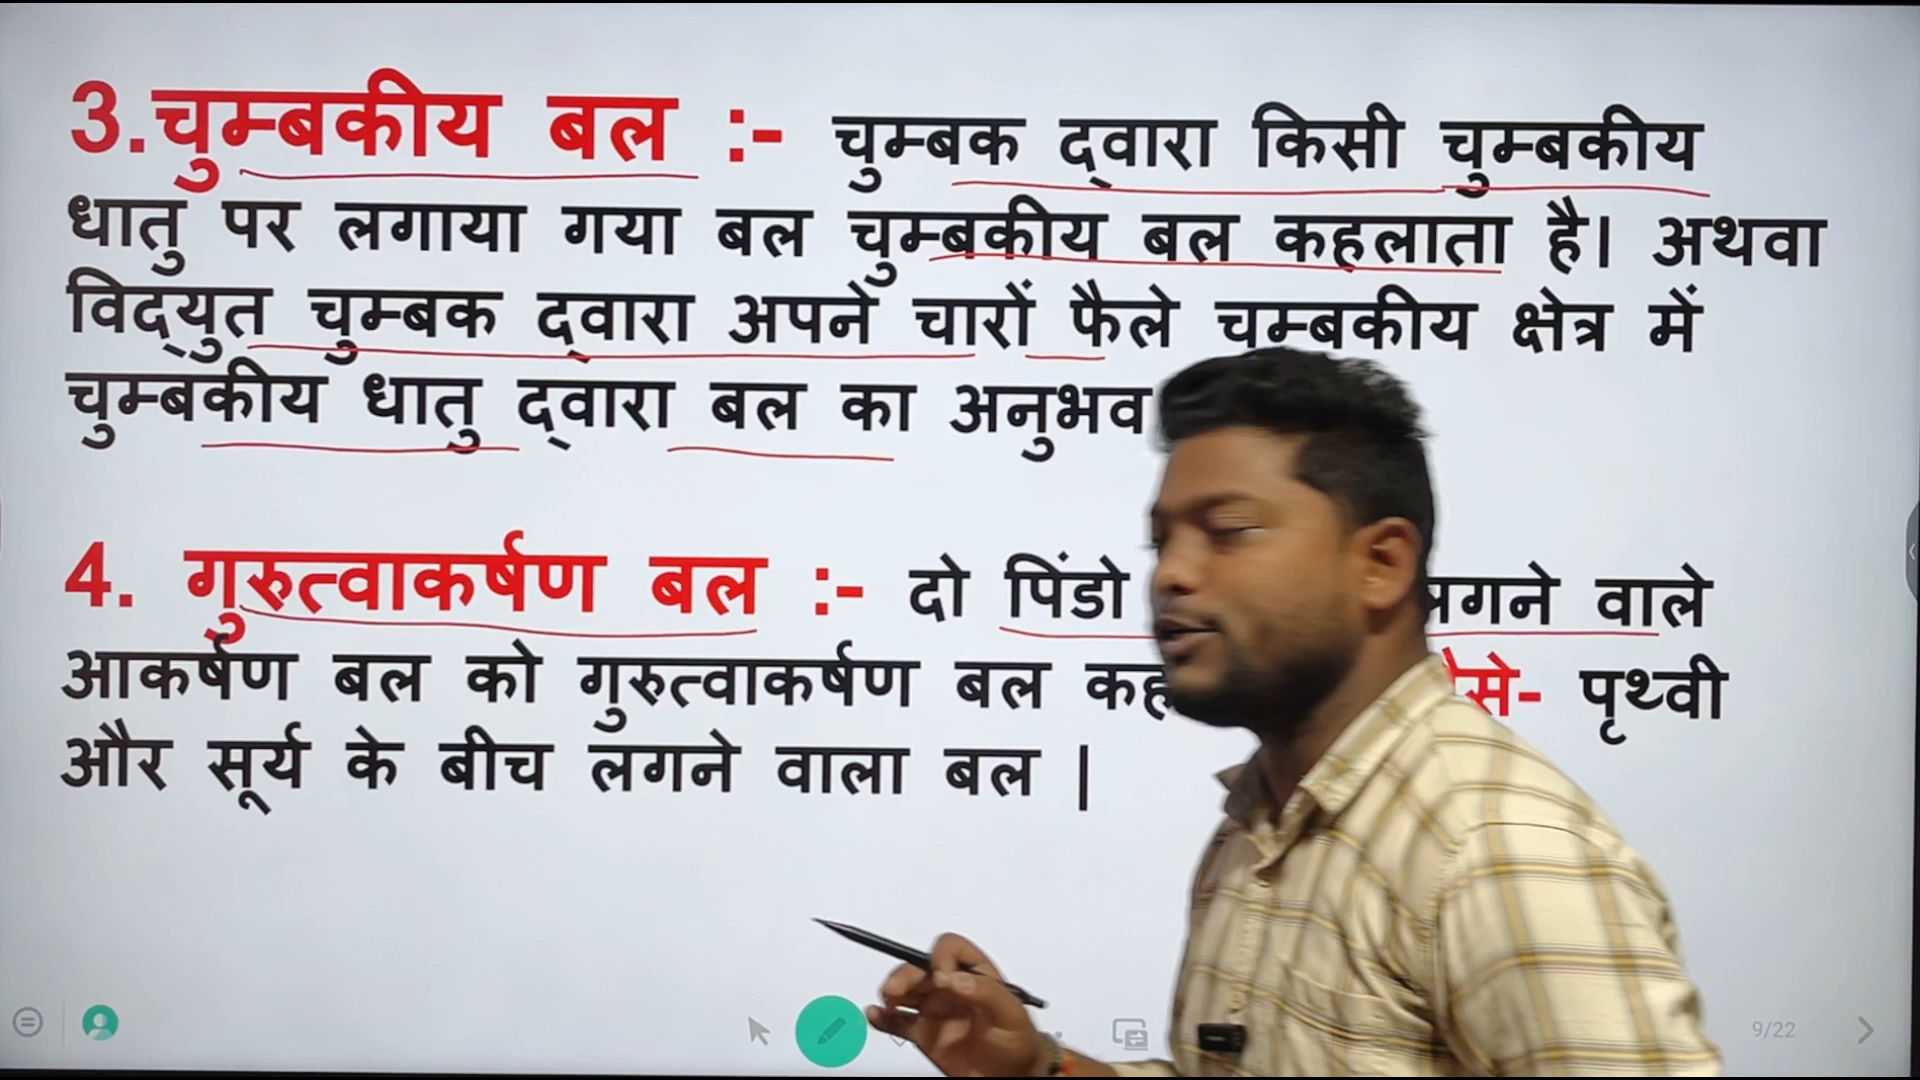 3.चुम्बकीय बल :- चुम्बक द्वारा किसी चुम्बकीय
धातु पर लगाया गया बल चुम्बकीय बल कहलाता है। अथवा
विद्युत चुम्बक द्वारा अपने चारों फैले चम्बकीय क्षेत्र में
चुम्बकीय धातु द्वारा बल का अनुभव
4. गुरुत्वाकर्षण बल :- दो पिंडो लगने वाले
आकर्षण बल को गुरुत्वाकर्षण बल पृथ्वी
और सूर्य के बीच लगने वाला बल |
9/22